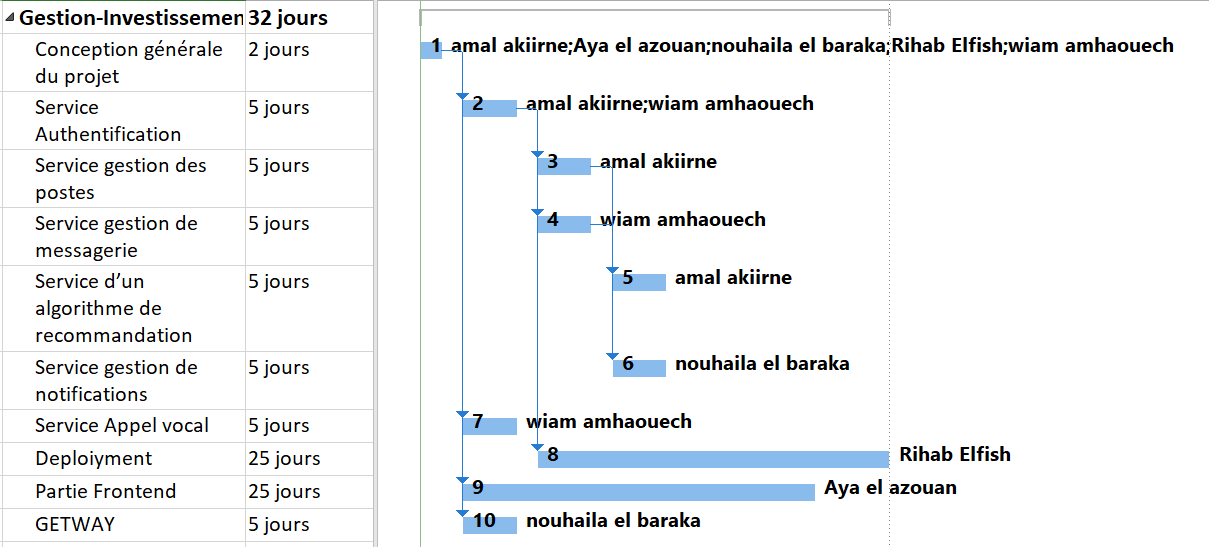 Gestion-Investissemen 32 jours
Conception générale
du projet
2 jours
1 amal akiirne;Aya el azouan;nouhaila el baraka;Rihab Elfish;wiam amhaouech
Service
Authentification
5 jours
2 amal akiirne;wiam amhaouech
Service gestion des
postes
5 jours
3 amal akiirne
Service gestion de
messagerie
5 jours
4 wiam amhaouech
Service d’un
algorithme de
recommandation
5 jours
5 amal akiirne
Service gestion de
notifications
5 jours
6 nouhaila el baraka
Service Appel vocal 5 jours
7 wiam amhaouech
Deploiyment 25 jours
8 Rihab Elfish
Partie Frontend 25 jours
9 Aya el azouan
GETWAY 5 jours
10 nouhaila el baraka